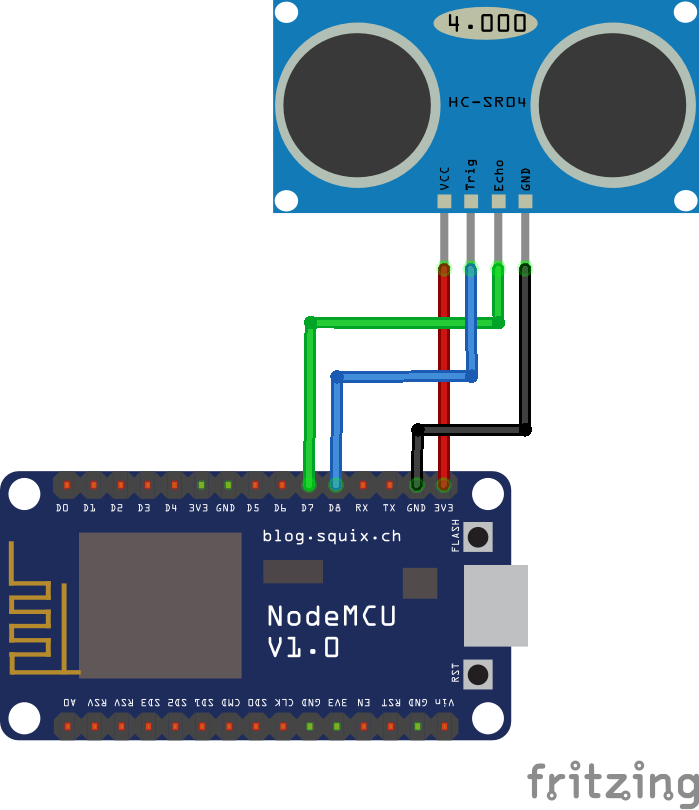 4.000
HC-SR04
VCC Trig Echo GND
D0 D1 D2 D3 D4 3V3 GND D5 D6 D7 D8 RX TX GND 3V3
blog.squix.ch
FLASH
NodeMCU
V1.0
RST
A0 RSV RSV SD3 SD2 SD1 CMD SD0 CLK GND 3V3 EN RST GND Vin
fritzing